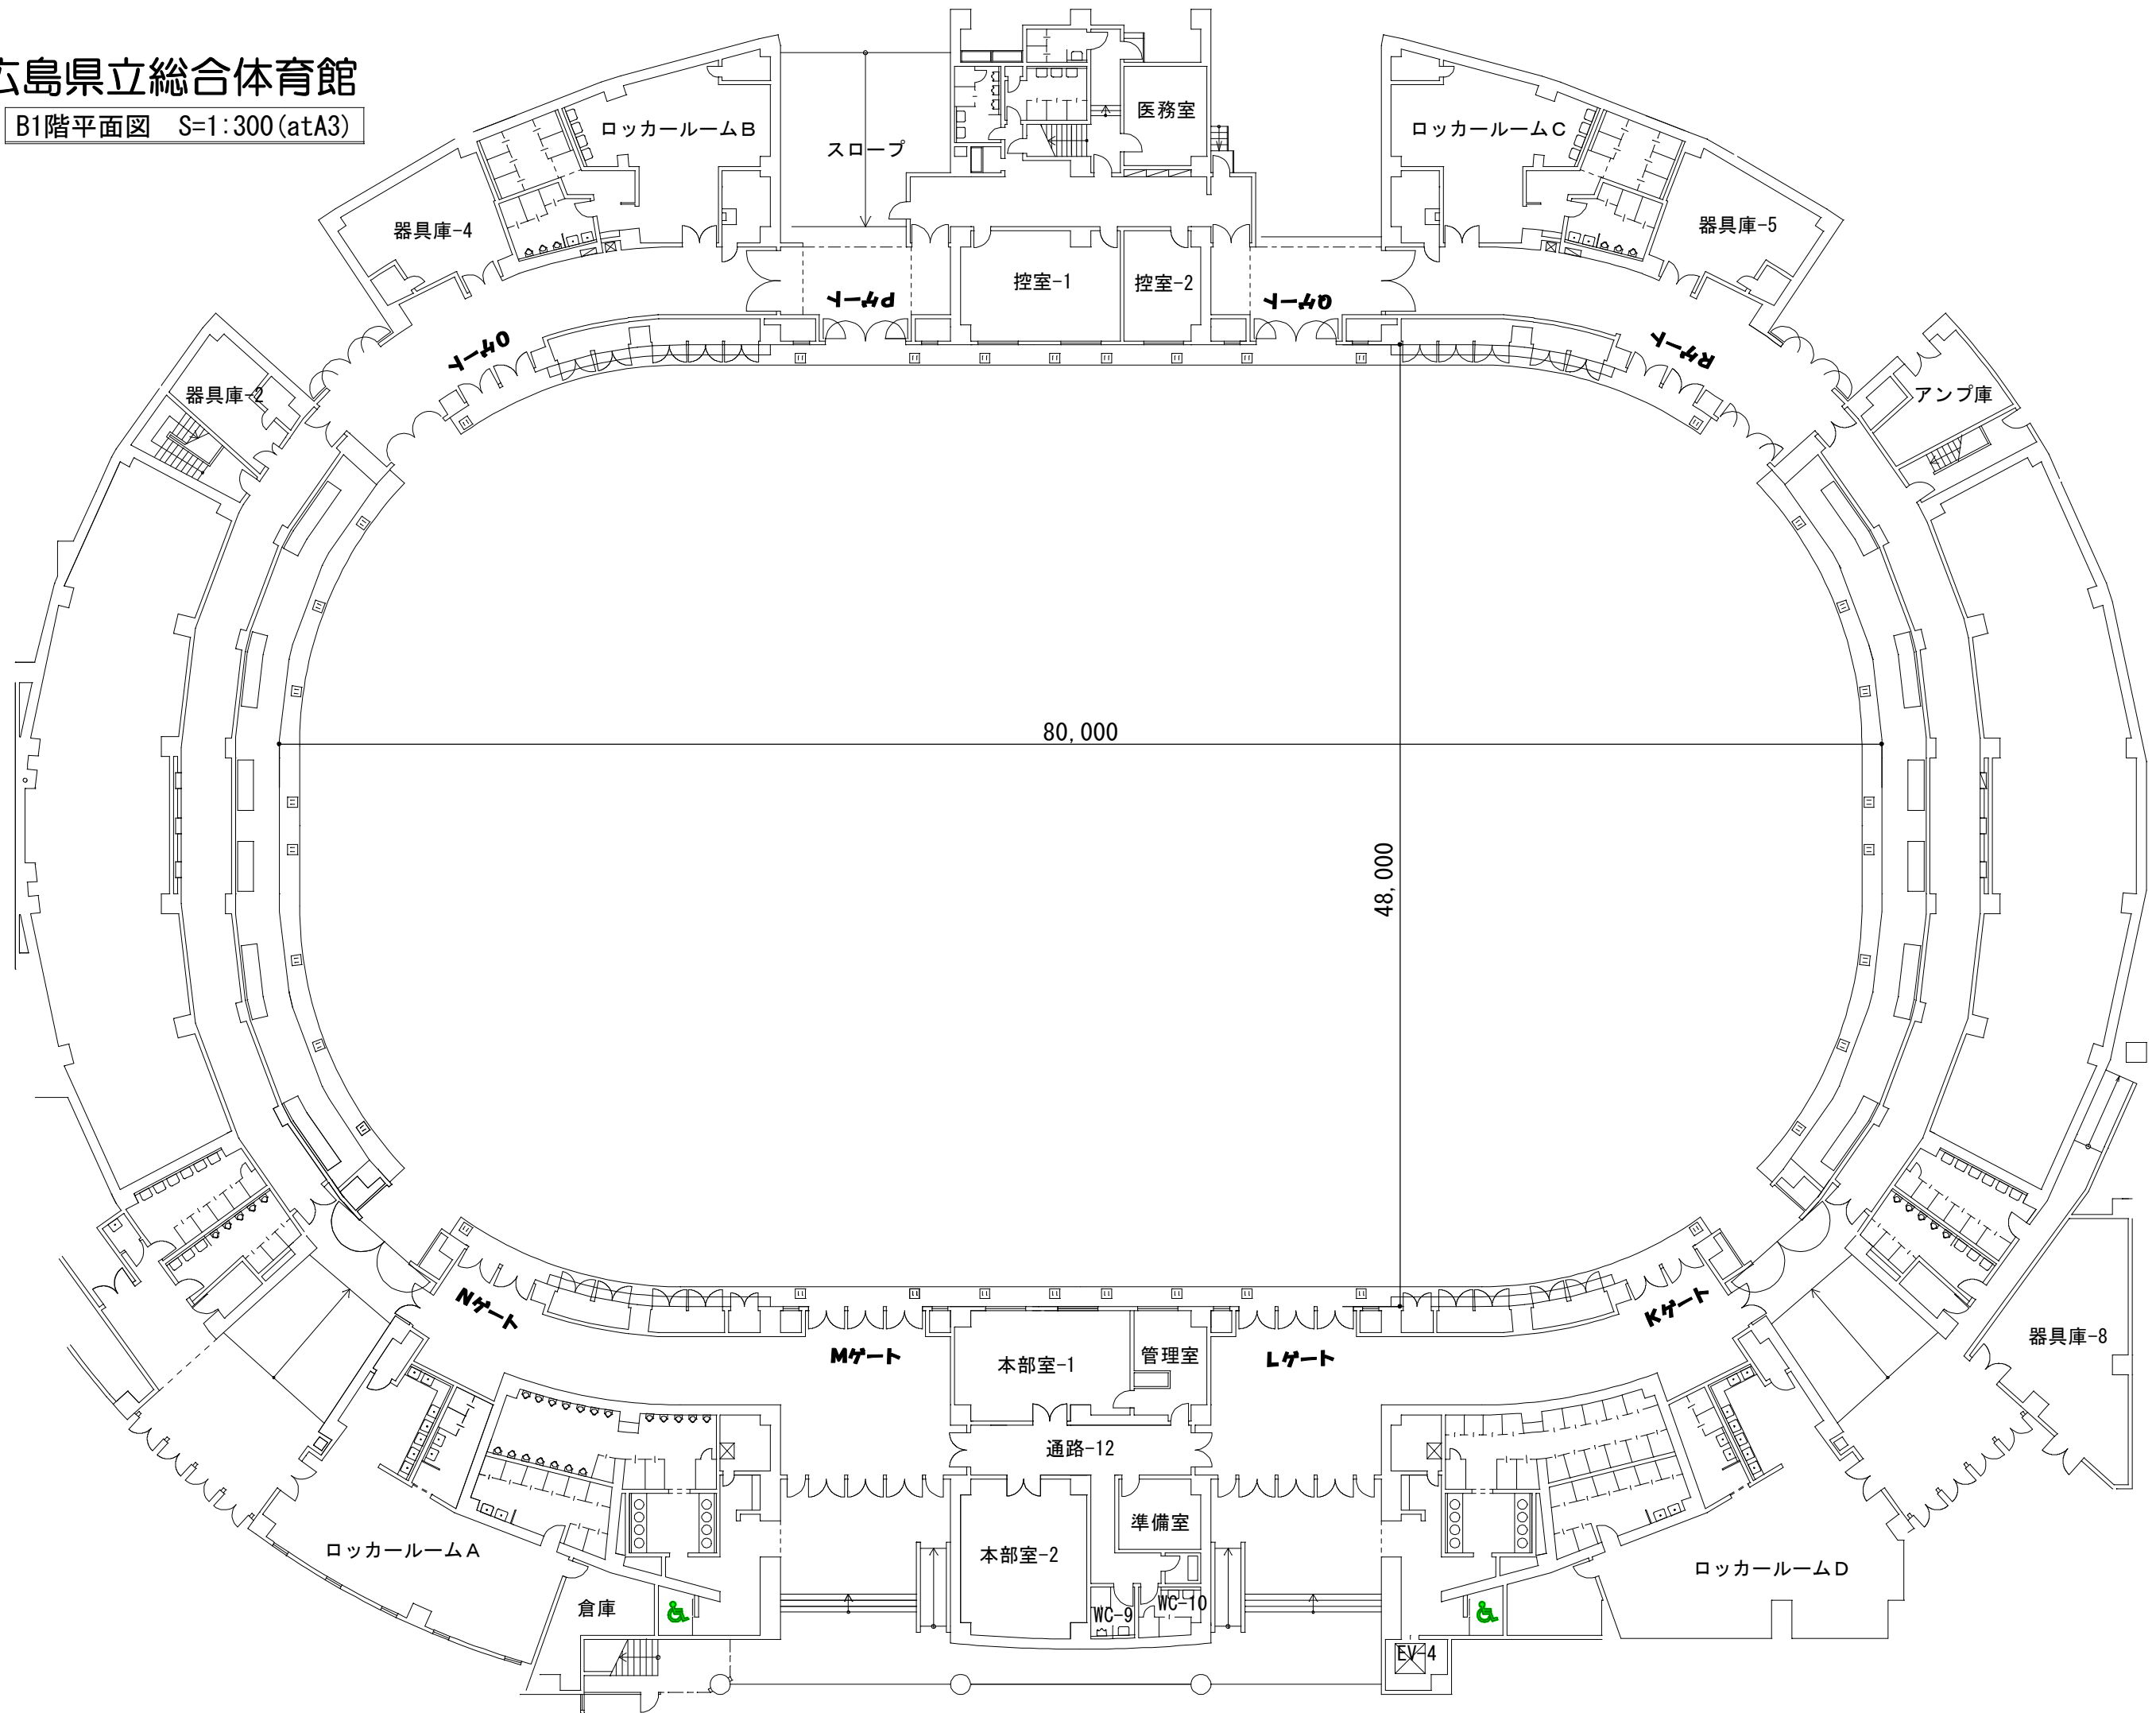 広島県立総合体育館
B1階平面図 S=1:300(atA3)
医務室
ロッカールームB
ロッカールームC
スロープ
器具庫-4
器具庫-5
控室-1
控室-2
Pゲート
Qゲート
Oゲート
Rゲート
器具庫-2
アンプ庫
80,000
48,000
Nゲート
Kゲート
Mゲート
Lゲート
本部室-1
管理室
器具庫-8
通路-12
準備室
ロッカールームA
本部室-2
ロッカールームD
倉庫
WC-9
WC-10
EV-4